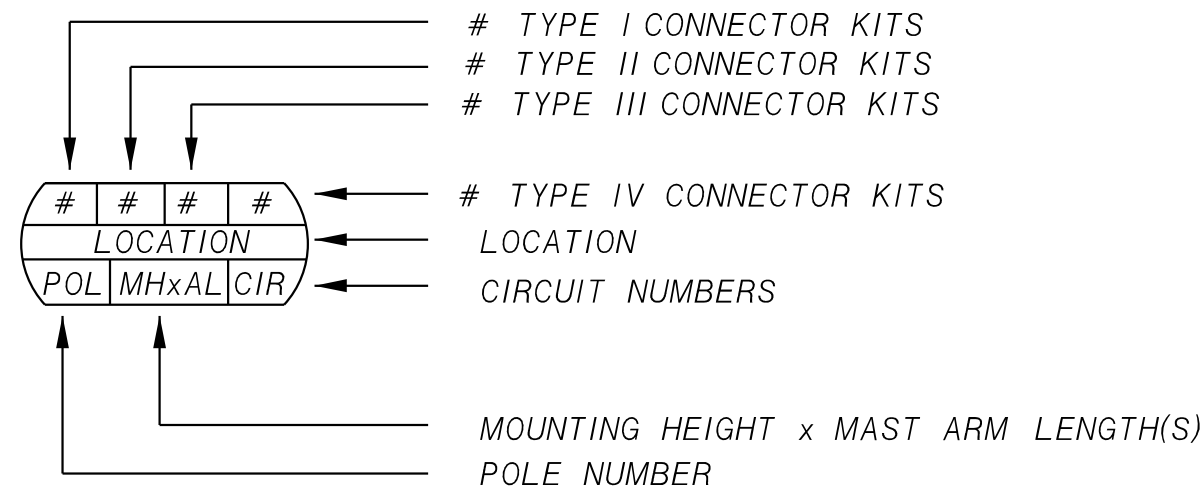 # TYPE I CONNECTOR KITS
# TYPE II CONNECTOR KITS
# TYPE III CONNECTOR KITS
# # # #
# TYPE IV CONNECTOR KITS
LOCATION
LOCATION
POL MHxAL CIR
CIRCUIT NUMBERS
MOUNTING HEIGHT x MAST ARM LENGTH(S)
POLE NUMBER